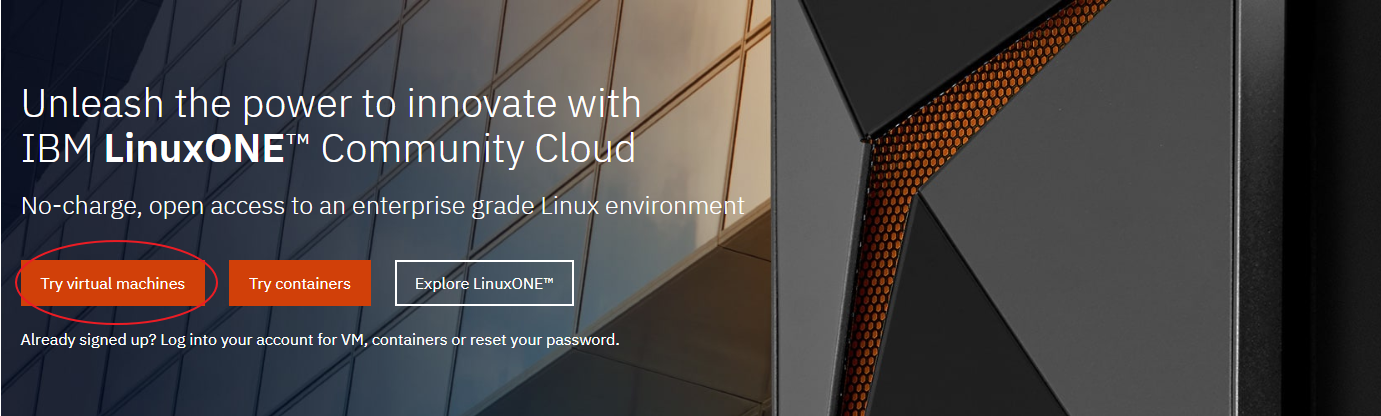 Unleash the power to innovate with
IBM LinuxONE™ Community Cloud
No-charge, open access to an enterprise grade Linux environment
Try virtual machines
Try containers
Explore LinuxONE™
Already signed up? Log into your account for VM, containers or reset your password.